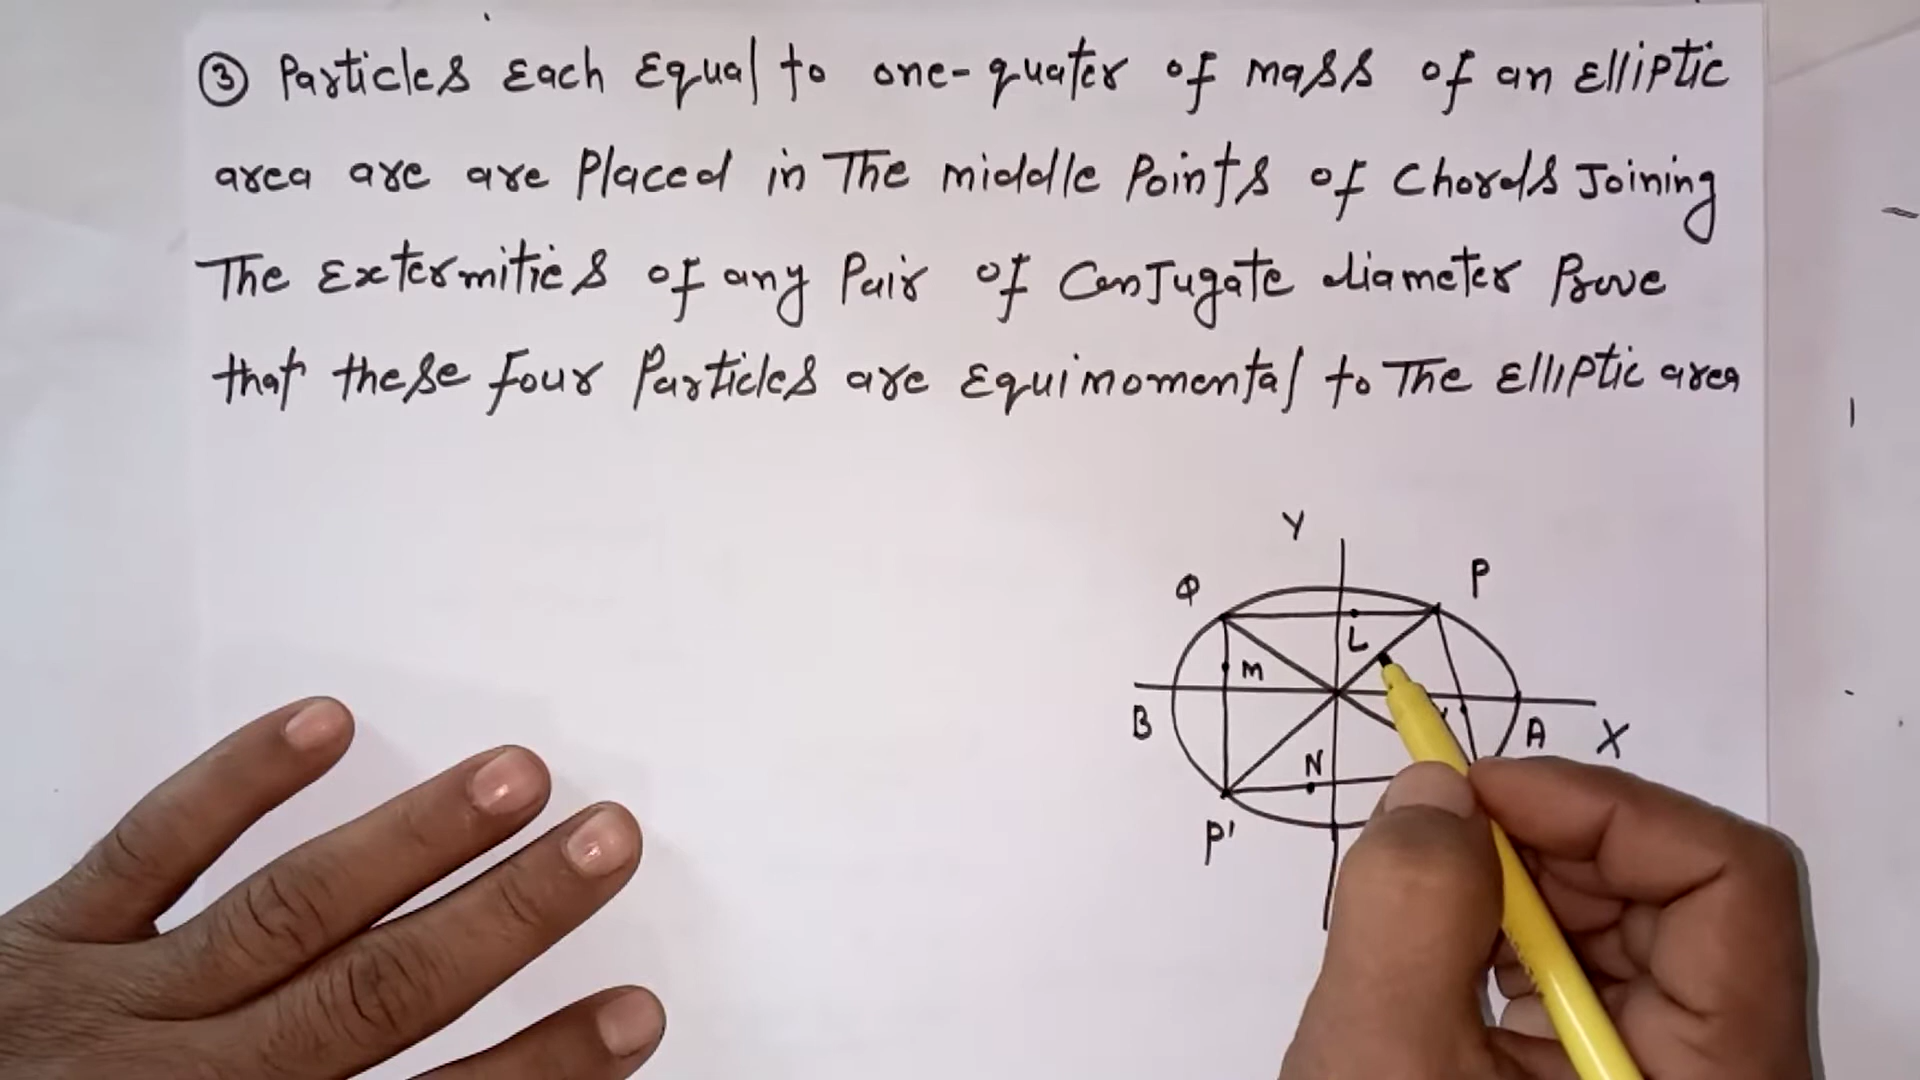 ③ Particles Each Equal to one-quater of mass of an Elliptic
area are are Placed in The middle Points of Chords Joining
The Extermities of any Pair of Conjugate diameter Prove
that these four Particles are Equimomental to The Elliptic area
Y
Q P
L
M
B A X
N
P'